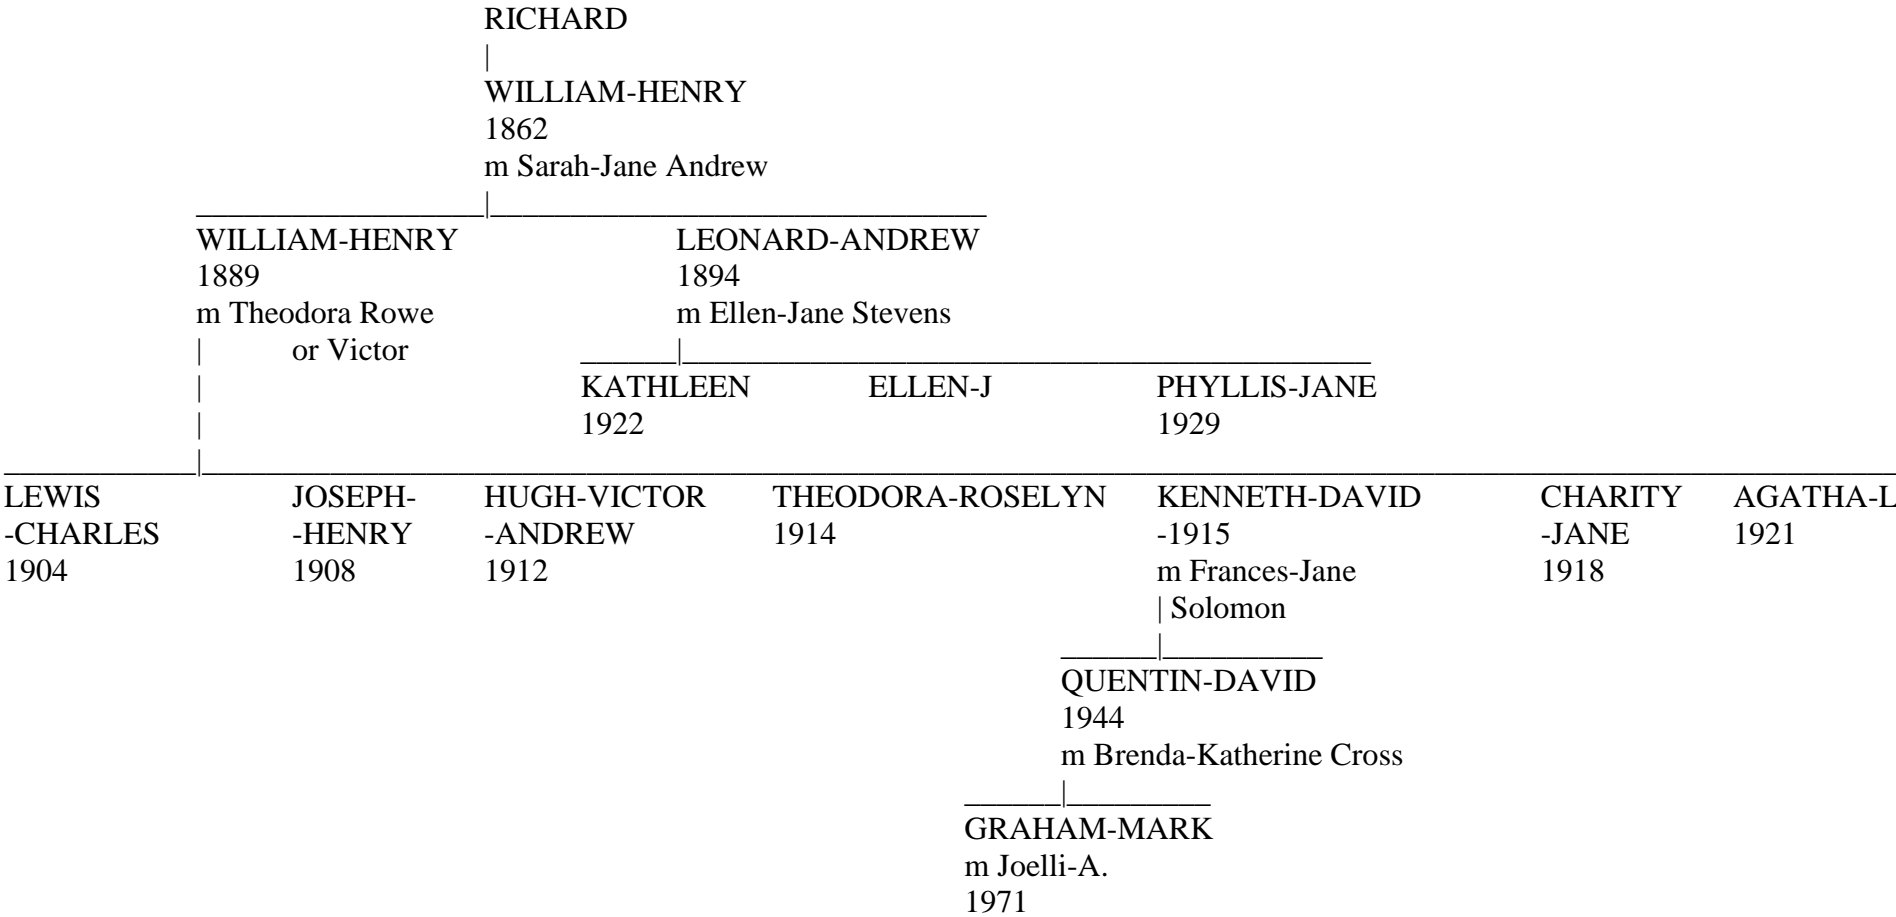 RICHARD
|
WILLIAM-HENRY
1862
m Sarah-Jane Andrew
|
WILLIAM-HENRY LEONARD-ANDREW
1889 1894
m Theodora Rowe m Ellen-Jane Stevens
| or Victor |
| KATHLEEN ELLEN-J PHYLLIS-JANE
| 1922 1929
|
LEWIS JOSEPH- HUGH-VICTOR THEODORA-ROSELYN KENNETH-DAVID CHARITY AGATHA-L
-CHARLES -HENRY -ANDREW 1914 -1915 -JANE 1921
1904 1908 1912 m Frances-Jane 1918
| Solomon
|
QUENTIN-DAVID
1944
m Brenda-Katherine Cross
|
GRAHAM-MARK
m Joelli-A.
1971